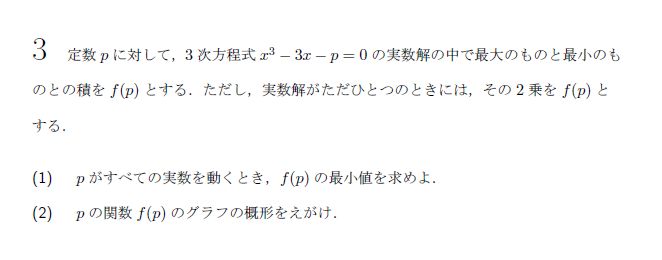 3 定数 p に対して，3 次方程式 x³ − 3x − p = 0 の実数解の中で最大のものと最小のも
のとの積を f(p) とする．ただし，実数解がただひとつのときには，その 2 乗を f(p) と
する．
(1) p がすべての実数を動くとき，f(p) の最小値を求めよ．
(2) p の関数 f(p) のグラフの概形をえがけ．